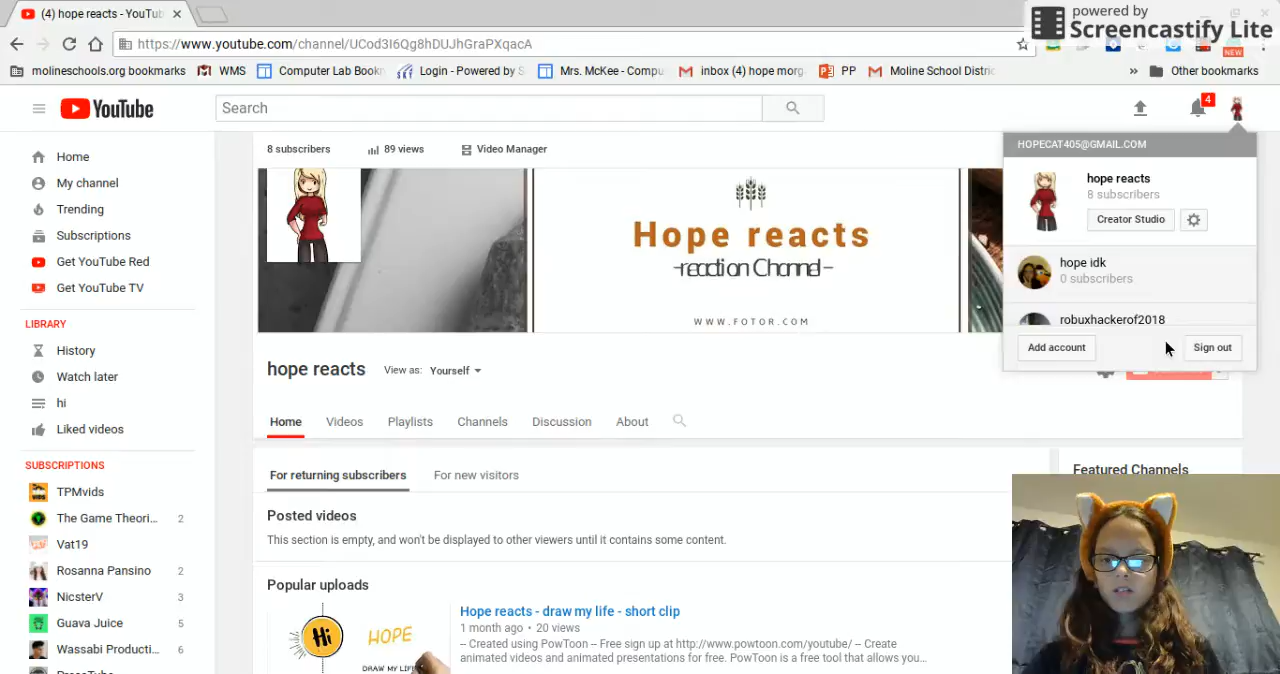 (4) hope reacts - YouTub
powered by
Screencastify Lite
https://www.youtube.com/channel/UCod3I6Qg8hDUJhGraPXqacA
NEW
molineschools.org bookmarks
WMS
Computer Lab Bookn
Login - Powered by S
Mrs. McKee - Compu
inbox (4) hope morg
PP
Moline School Distric
»
Other bookmarks
YouTube
Search
4
HOPECAT405@GMAIL.COM
hope reacts
8 subscribers
Creator Studio
hope idk
0 subscribers
robuxhackerof2018
Add account
Sign out
Home
My channel
Trending
Subscriptions
Get YouTube Red
Get YouTube TV
LIBRARY
History
Watch later
hi
Liked videos
SUBSCRIPTIONS
TPMvids
The Game Theori... 2
Vat19
Rosanna Pansino 2
NicsterV 3
Guava Juice 5
Wassabi Producti... 6
8 subscribers
89 views
Video Manager
Hope reacts
-reaction Channel-
WWW.FOTOR.COM
hope reacts
View as: Yourself
Home
Videos
Playlists
Channels
Discussion
About
For returning subscribers
For new visitors
Featured Channels
Posted videos
This section is empty, and won't be displayed to other viewers until it contains some content.
Popular uploads
Hi
HOPE
DRAW MY LIFE
Hope reacts - draw my life - short clip
1 month ago • 20 views
-- Created using PowToon -- Free sign up at http://www.powtoon.com/youtube/ -- Create
animated videos and animated presentations for free. PowToon is a free tool that allows you...